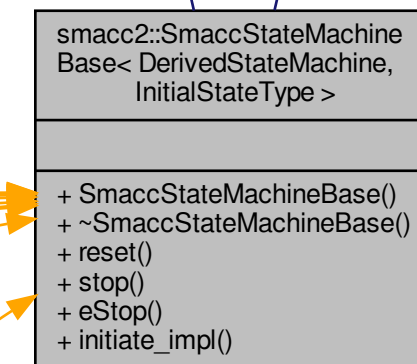 smacc2::SmaccStateMachine
Base< DerivedStateMachine,
InitialStateType >
+ SmaccStateMachineBase()
+ ~SmaccStateMachineBase()
+ reset()
+ stop()
+ eStop()
+ initiate_impl()